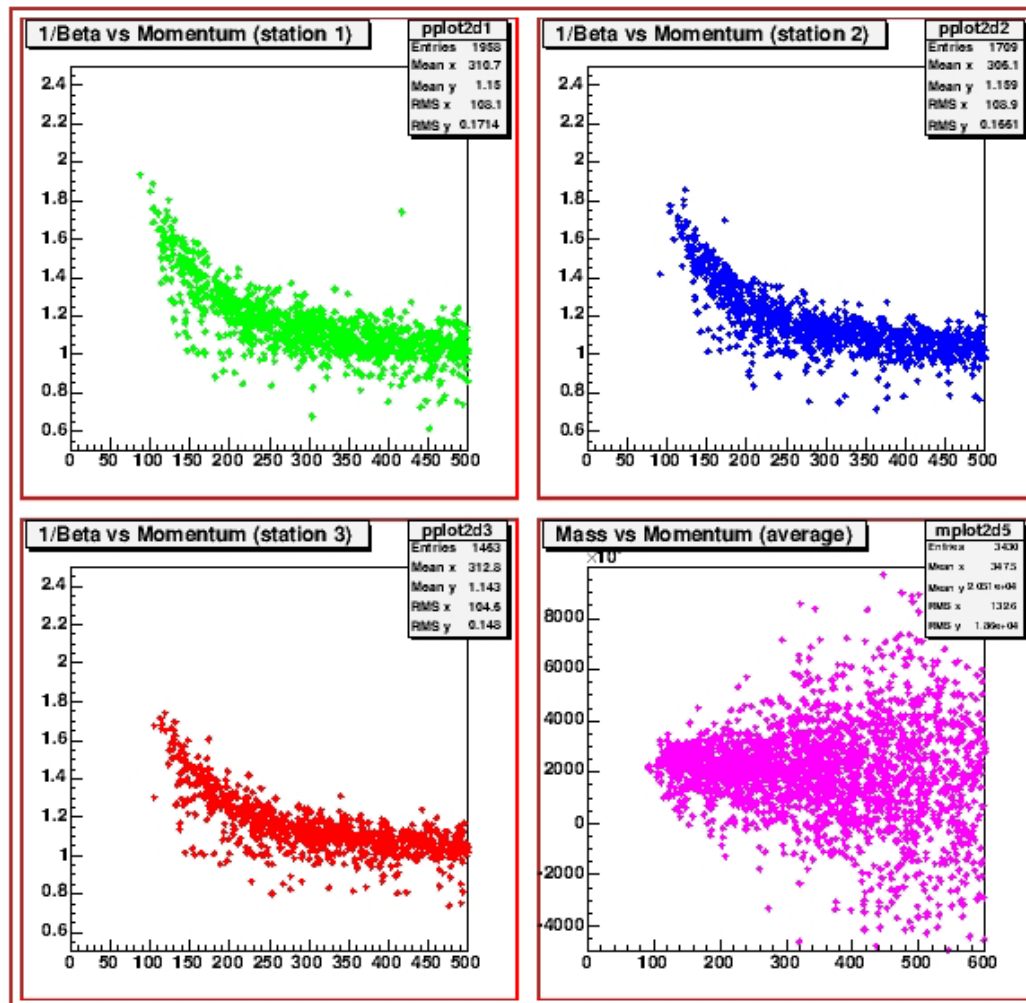 1/Beta vs Momentum (station 1)
pplot2d1
Entries 1958
Mean x 310.7
Mean y 1.15
RMS x 108.1
RMS y 0.1714
2.4
2.2
2
1.8
1.6
1.4
1.2
1
0.8
0.6
0 50 100 150 200 250 300 350 400 450 500
1/Beta vs Momentum (station 2)
pplot2d2
Entries 1709
Mean x 306.1
Mean y 1.159
RMS x 108.9
RMS y 0.1661
2.4
2.2
2
1.8
1.6
1.4
1.2
1
0.8
0.6
0 50 100 150 200 250 300 350 400 450 500
1/Beta vs Momentum (station 3)
pplot2d3
Entries 1463
Mean x 312.8
Mean y 1.143
RMS x 104.6
RMS y 0.148
2.4
2.2
2
1.8
1.6
1.4
1.2
1
0.8
0.6
0 50 100 150 200 250 300 350 400 450 500
Mass vs Momentum (average)
mplot2d5
Entries 3430
Mean x 347.5
Mean y 2.051e+04
RMS x 132.6
RMS y 1.86e+04
8000
6000
4000
2000
0
-2000
-4000
0 100 200 300 400 500 600